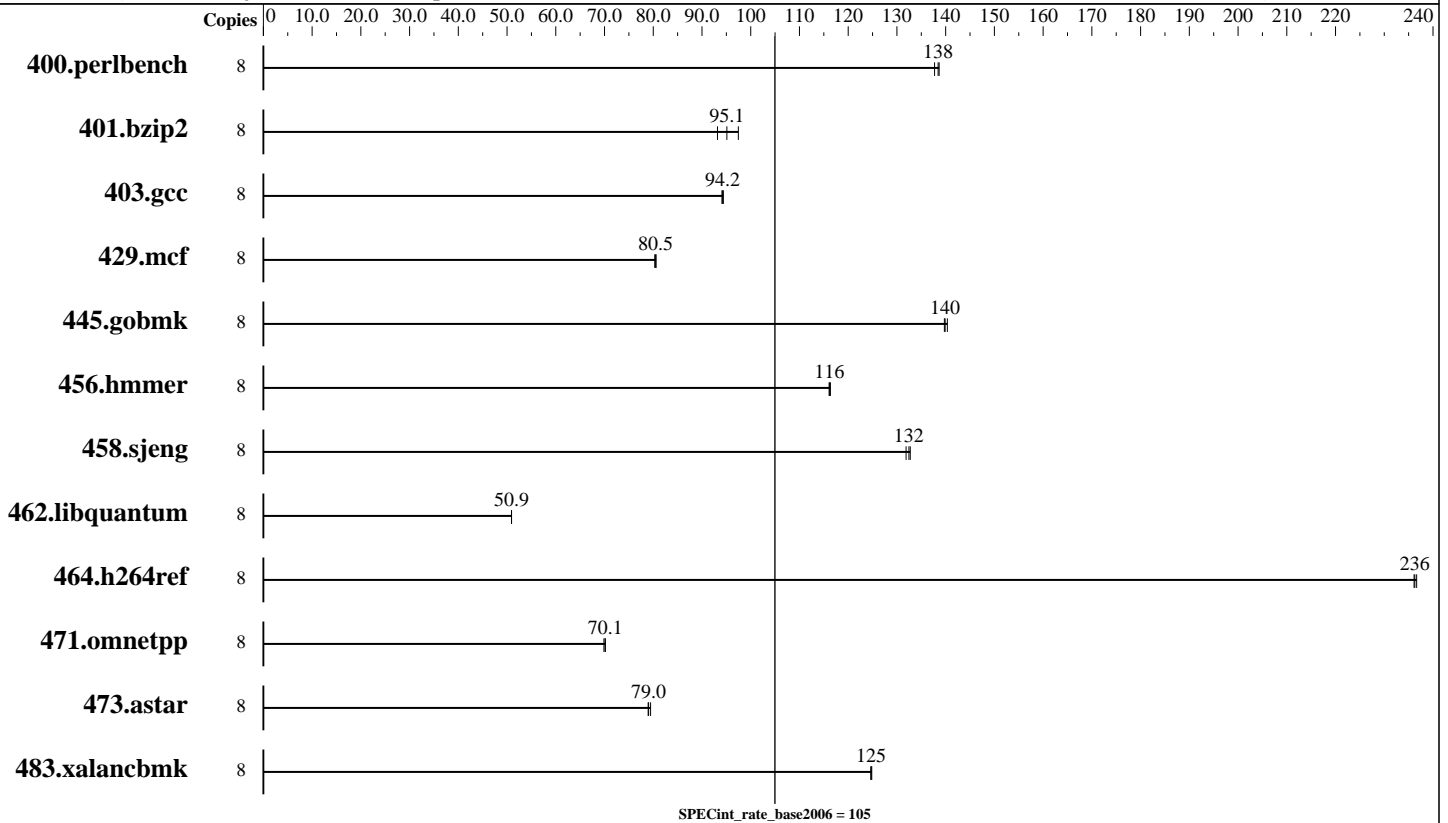 Copies 0 10.0 20.0 30.0 40.0 50.0 60.0 70.0 80.0 90.0 100 110 120 130 140 150 160 170 180 190 200 210 220 240
400.perlbench 8 138
401.bzip2 8 95.1
403.gcc 8 94.2
429.mcf 8 80.5
445.gobmk 8 140
456.hmmer 8 116
458.sjeng 8 132
462.libquantum 8 50.9
464.h264ref 8 236
471.omnetpp 8 70.1
473.astar 8 79.0
483.xalancbmk 8 125
SPECint_rate_base2006 = 105